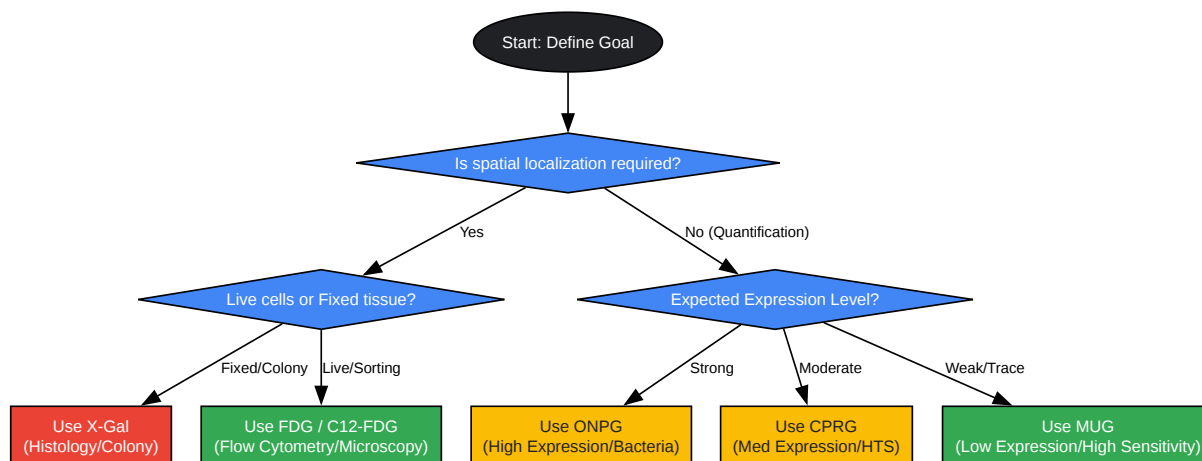 Start: Define Goal
Is spatial localization required?
Yes
No (Quantification)
Live cells or Fixed tissue?
Expected Expression Level?
Fixed/Colony
Live/Sorting
Strong
Moderate
Weak/Trace
Use X-Gal
(Histology/Colony)
Use FDG / C12-FDG
(Flow Cytometry/Microscopy)
Use ONPG
(High Expression/Bacteria)
Use CPRG
(Med Expression/HTS)
Use MUG
(Low Expression/High Sensitivity)